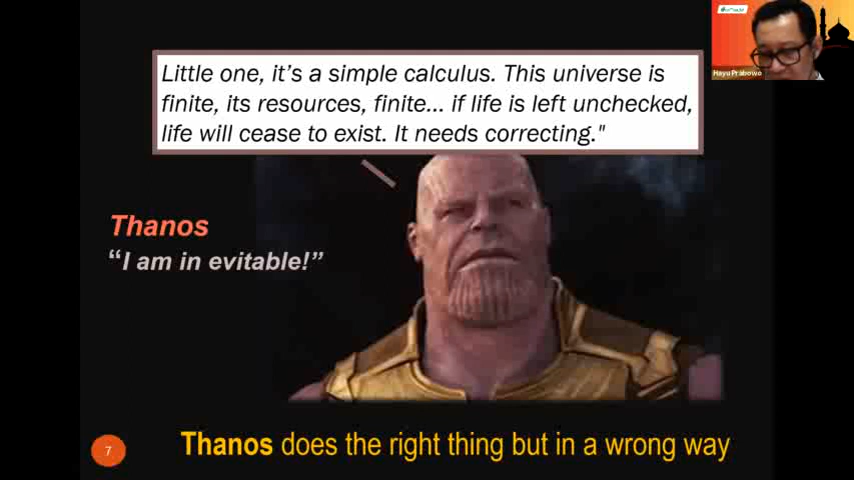 Little one, it's a simple calculus. This universe is
finite, its resources, finite... if life is left unchecked,
life will cease to exist. It needs correcting."
Hayu Prabowo
Thanos
“I am in evitable!”
7
Thanos does the right thing but in a wrong way